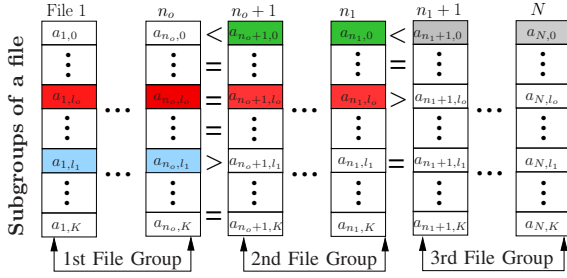 File 1 n_o n_o + 1 n_1 n_1 + 1 N
a_{1,0} a_{n_o,0} < a_{n_o+1,0} a_{n_1,0} < a_{n_1+1,0} a_{N,0}
⋮ ⋮ = ⋮ ⋮ = ⋮ ⋮
a_{1,l_o} ... a_{n_o,l_o} = a_{n_o+1,l_o} ... a_{n_1,l_o} > a_{n_1+1,l_o} ... a_{N,l_o}
⋮ ⋮ = ⋮ ⋮ ⋮ ⋮
a_{1,l_1} ... a_{n_o,l_1} > a_{n_o+1,l_1} ... a_{n_1,l_1} = a_{n_1+1,l_1} ... a_{N,l_1}
⋮ ⋮ ⋮ ⋮ ⋮ ⋮
a_{1,K} a_{n_o,K} = a_{n_o+1,K} a_{n_1,K} a_{n_1+1,K} a_{N,K}
1st File Group 2nd File Group 3rd File Group
Subgroups of a file